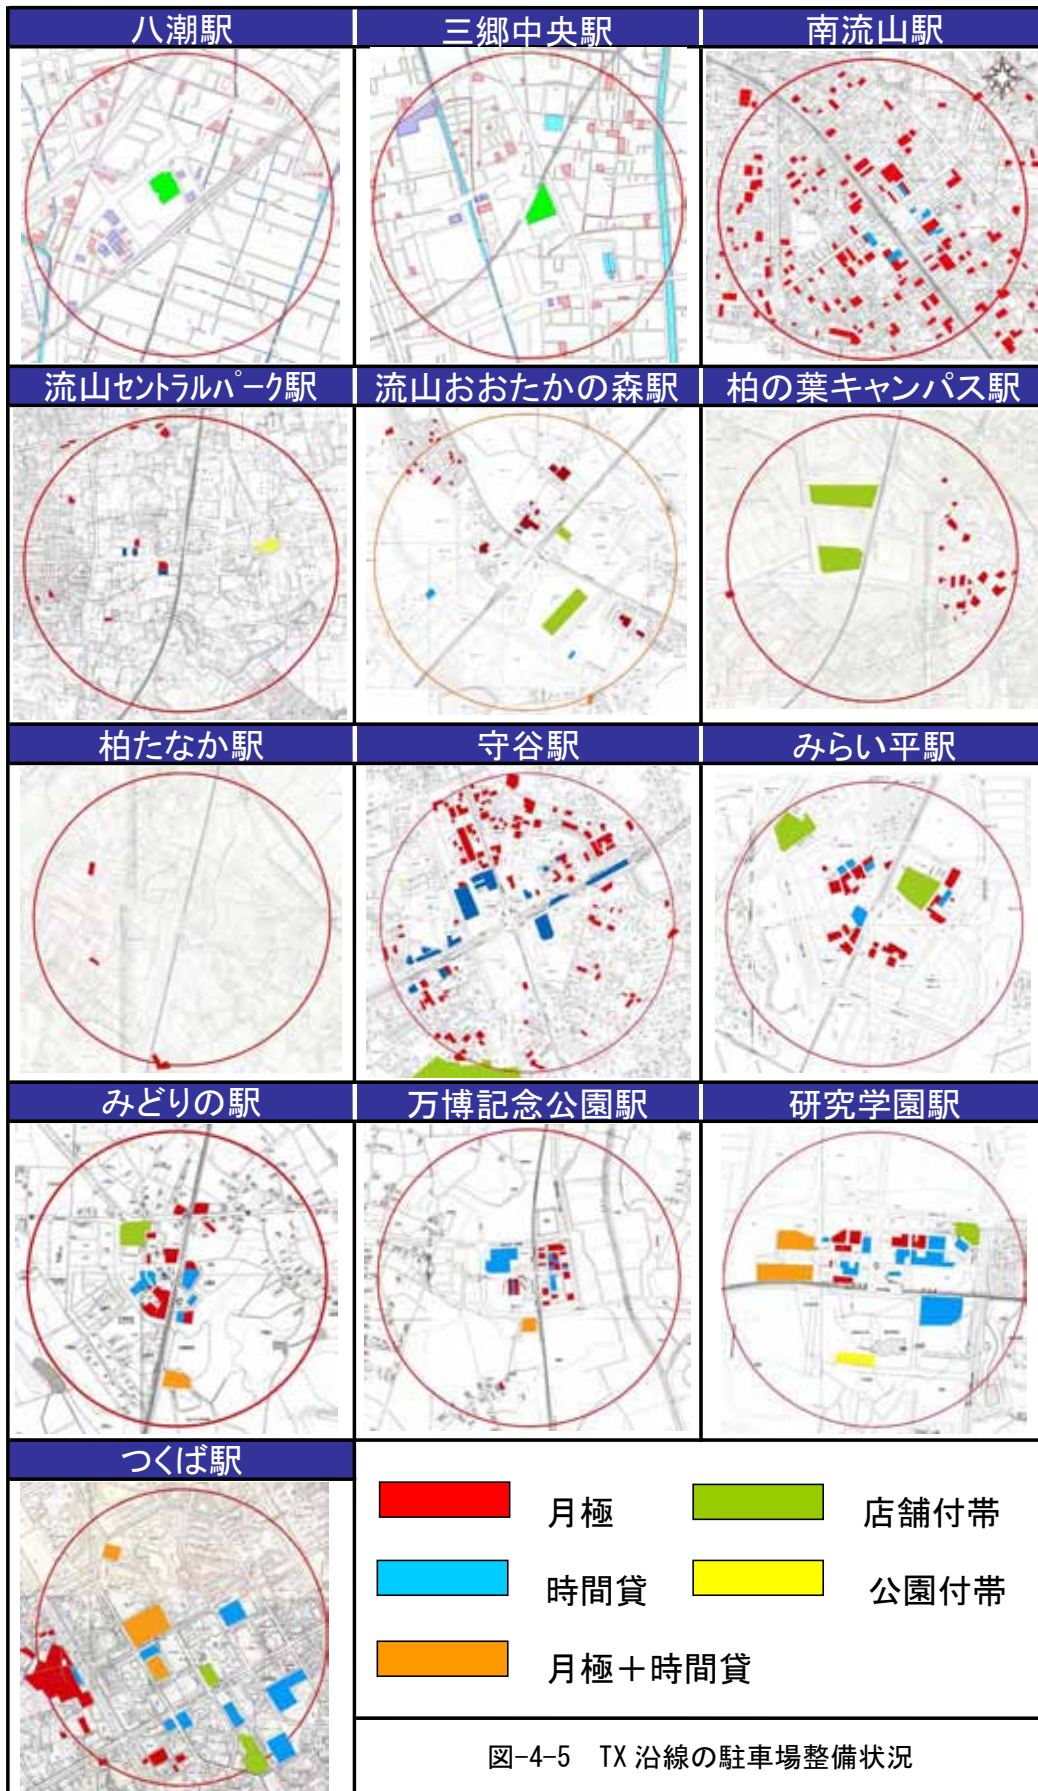 八潮駅
三郷中央駅
南流山駅
流山セントラルパーク駅
流山おおたかの森駅
柏の葉キャンパス駅
柏たなか駅
守谷駅
みらい平駅
みどりの駅
万博記念公園駅
研究学園駅
つくば駅
月極
店舗付帯
時間貸
公園付帯
月極＋時間貸
図-4-5　TX 沿線の駐車場整備状況